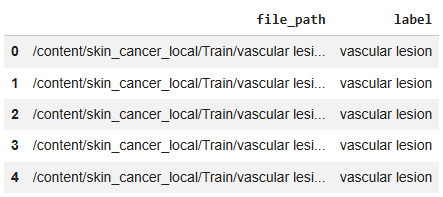 file_path label
0 /content/skin_cancer_local/Train/vascular lesi... vascular lesion
1 /content/skin_cancer_local/Train/vascular lesi... vascular lesion
2 /content/skin_cancer_local/Train/vascular lesi... vascular lesion
3 /content/skin_cancer_local/Train/vascular lesi... vascular lesion
4 /content/skin_cancer_local/Train/vascular lesi... vascular lesion